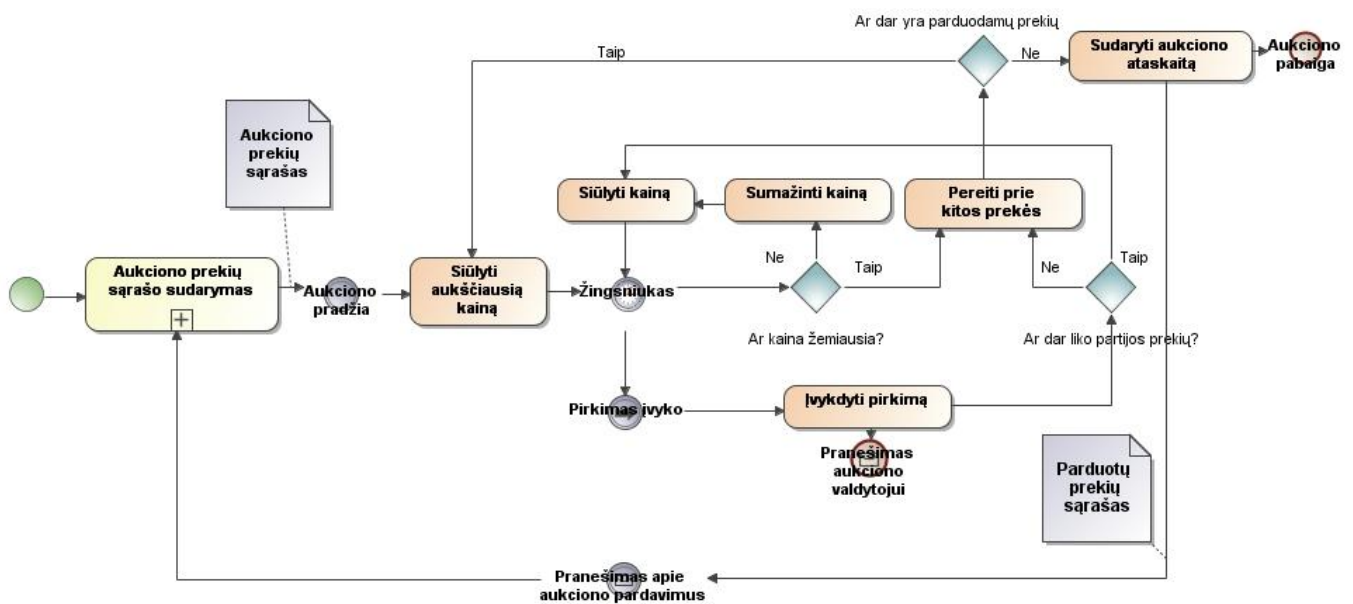 Ar dar yra parduodamų prekių
Taip
Ne
Sudaryti aukciono
ataskaitą
Aukciono
pabaiga
Aukciono
prekių
sąrašas
Siūlyti kainą
Sumažinti kainą
Pereiti prie
kitos prekės
Aukciono prekių
sąrašo sudarymas
Aukciono
pradžia
Siūlyti
aukščiausią
kainą
Žingsniukas
Ne
Taip
Ne
Taip
Ar kaina žemiausia?
Ar dar liko partijos prekių?
Pirkimas įvyko
Įvykdyti pirkimą
Pranešimas
aukciono
valdytojui
Parduotų
prekių
sąrašas
Pranešimas apie
aukciono pardavimus